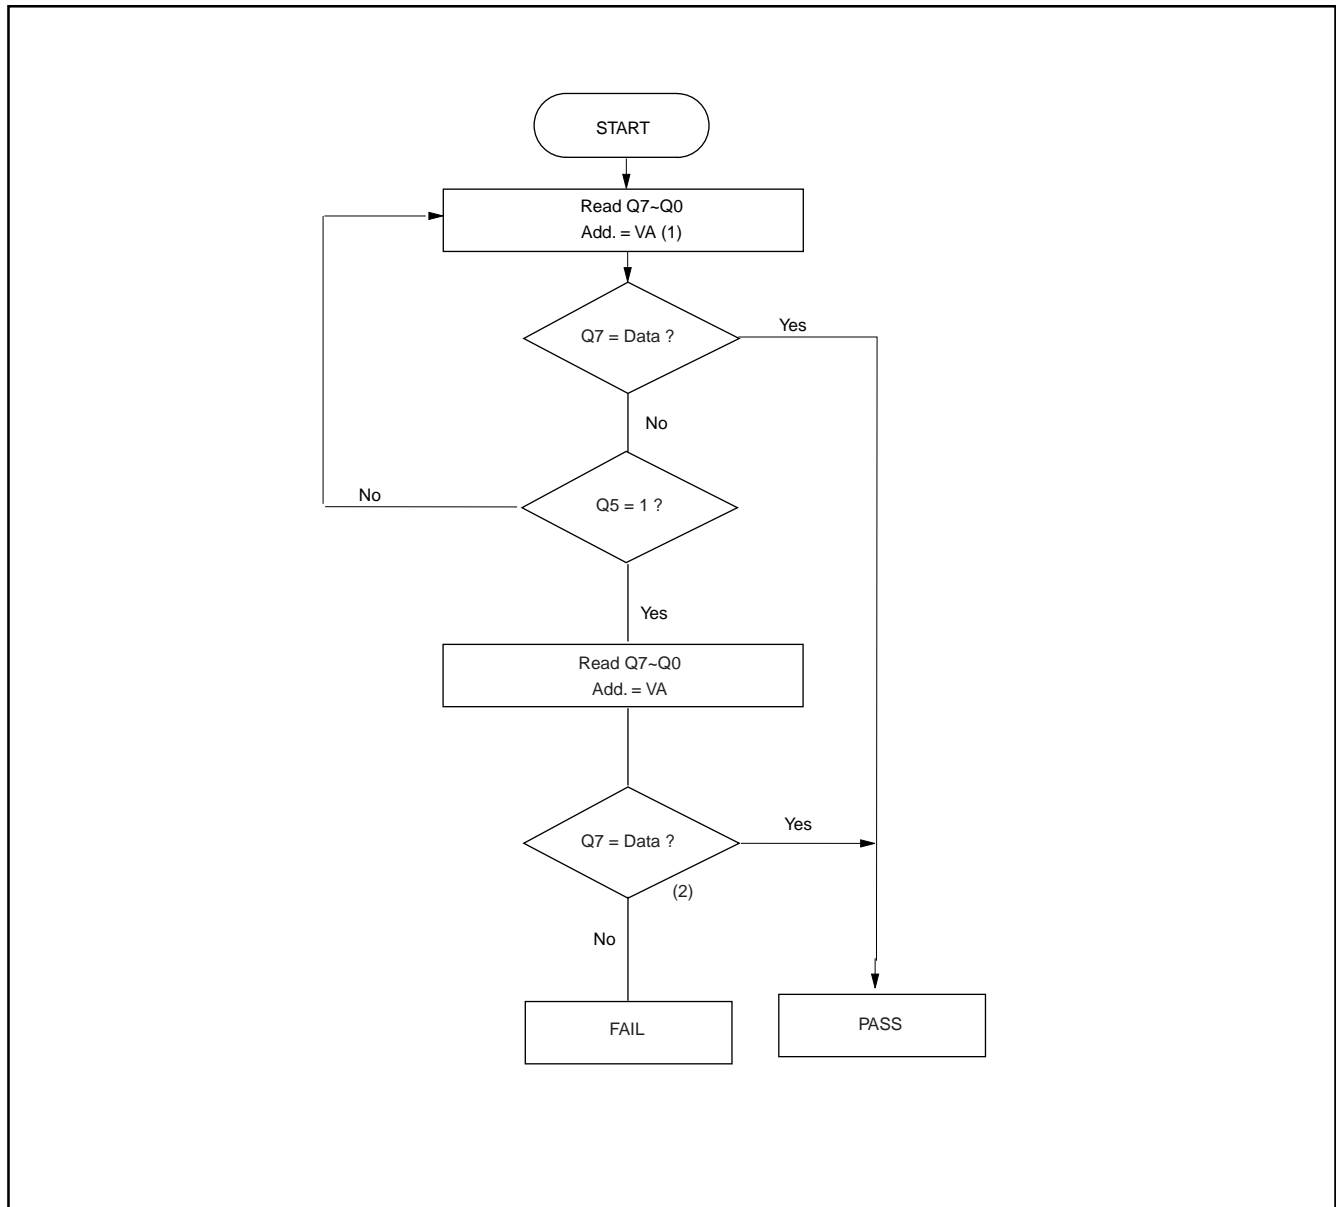 START
Read Q7~Q0
Add. = VA (1)
Q7 = Data ?
Yes
No
Q5 = 1 ?
No
Yes
Read Q7~Q0
Add. = VA
Q7 = Data ?
Yes
(2)
No
FAIL
PASS